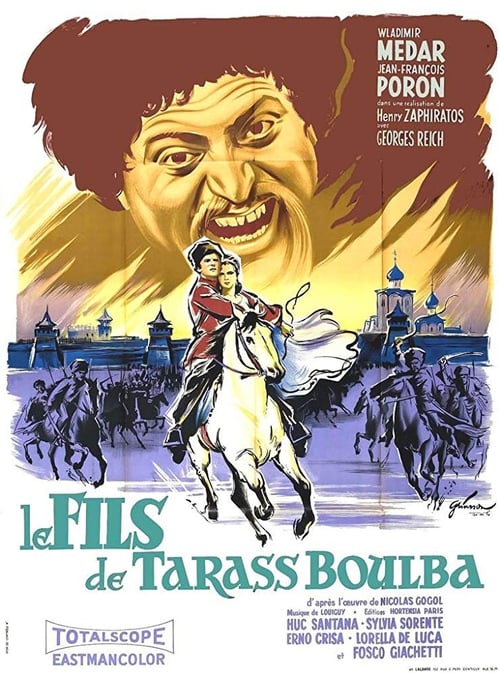 WLADIMIR
MEDAR
JEAN-FRANÇOIS
PORON
dans une réalisation de
Henry ZAPHIRATOS
avec
GEORGES REICH
le FILS
de TARASS BOULBA
d'après l'œuvre de NICOLAS GOGOL
Musique de LOUIGUY - Editions HORTENSIA PARIS
HUC SANTANA · SYLVIA SORENTE
ERNO CRISA · LORELLA DE LUCA
et FOSCO GIACHETTI
TOTALSCOPE
EASTMANCOLOR